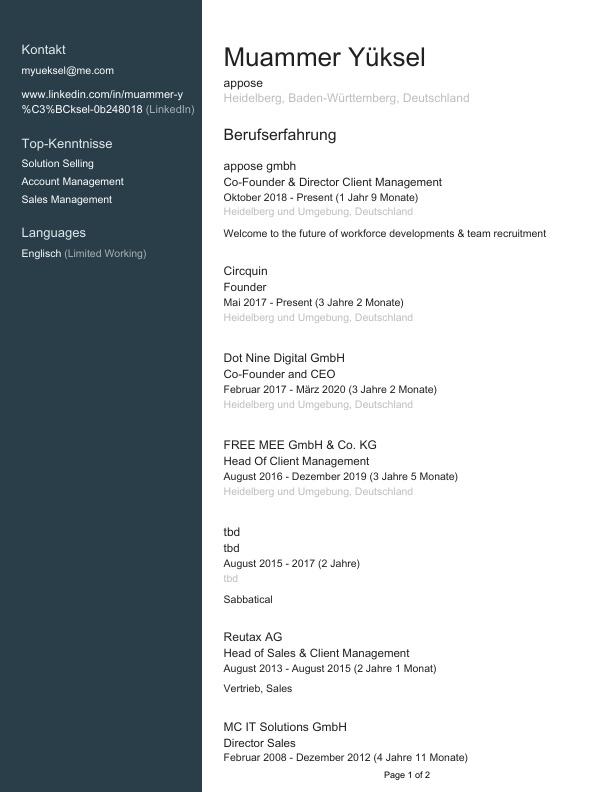 Kontakt
myueksel@me.com
www.linkedin.com/in/muammer-y
%C3%BCksel-0b248018 (LinkedIn)
Top-Kenntnisse
Solution Selling
Account Management
Sales Management
Languages
Englisch (Limited Working)
Muammer Yüksel
appose
Heidelberg, Baden-Württemberg, Deutschland
Berufserfahrung
appose gmbh
Co-Founder & Director Client Management
Oktober 2018 - Present (1 Jahr 9 Monate)
Heidelberg und Umgebung, Deutschland
Welcome to the future of workforce developments & team recruitment
Circquin
Founder
Mai 2017 - Present (3 Jahre 2 Monate)
Heidelberg und Umgebung, Deutschland
Dot Nine Digital GmbH
Co-Founder and CEO
Februar 2017 - März 2020 (3 Jahre 2 Monate)
Heidelberg und Umgebung, Deutschland
FREE MEE GmbH & Co. KG
Head Of Client Management
August 2016 - Dezember 2019 (3 Jahre 5 Monate)
Heidelberg und Umgebung, Deutschland
tbd
tbd
August 2015 - 2017 (2 Jahre)
tbd
Sabbatical
Reutax AG
Head of Sales & Client Management
August 2013 - August 2015 (2 Jahre 1 Monat)
Vertrieb, Sales
MC IT Solutions GmbH
Director Sales
Februar 2008 - Dezember 2012 (4 Jahre 11 Monate)
Page 1 of 2